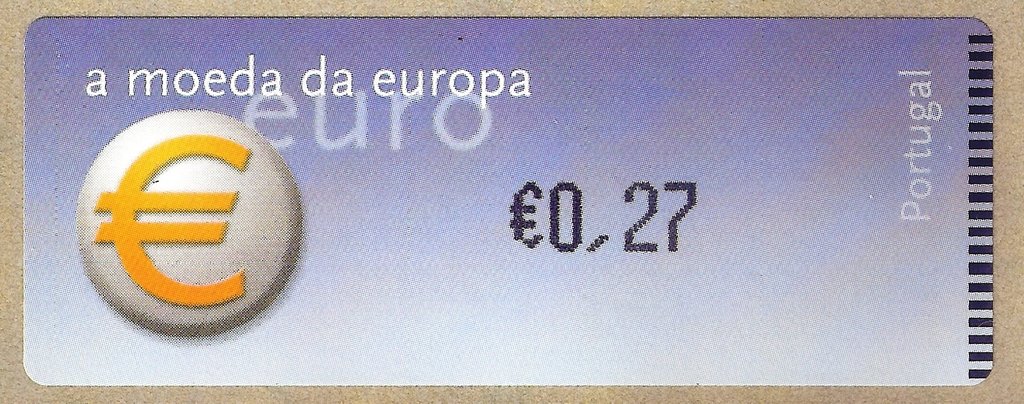 a moeda da europa
euro
€
€0,27
Portugal